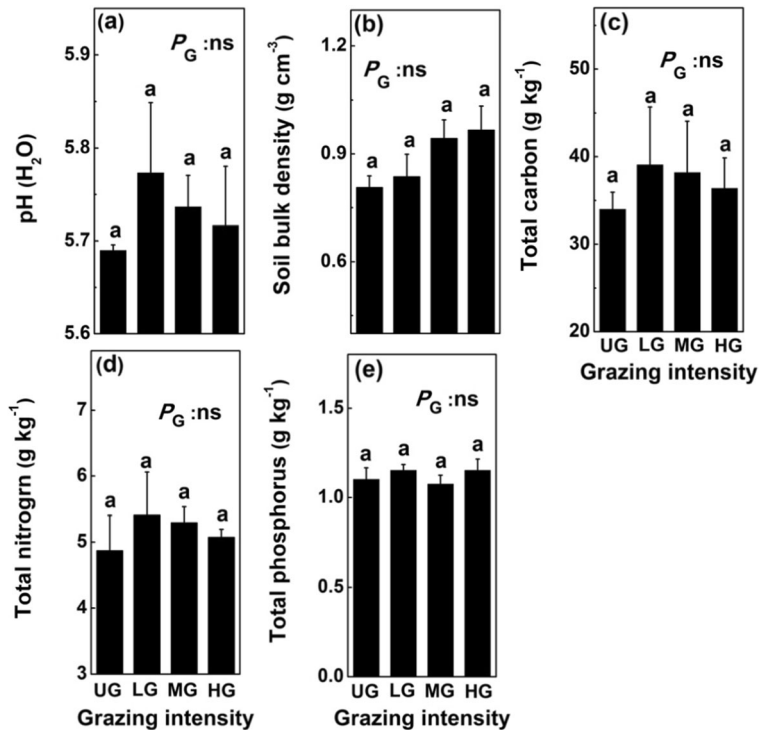 (a)
P_G :ns
pH (H₂O)
5.9
5.8
5.7
5.6
a
a
a
a
(b)
P_G :ns
Soil bulk density (g cm⁻³)
1.2
0.9
0.6
a
a
a
a
(c)
P_G :ns
Total carbon (g kg⁻¹)
50
40
30
20
a
a
a
a
UG LG MG HG
Grazing intensity
(d)
P_G :ns
Total nitrogrn (g kg⁻¹)
7
6
5
4
3
a
a
a
a
UG LG MG HG
Grazing intensity
(e)
P_G :ns
Total phosphorus (g kg⁻¹)
1.5
1.0
0.5
0.0
a
a
a
a
UG LG MG HG
Grazing intensity